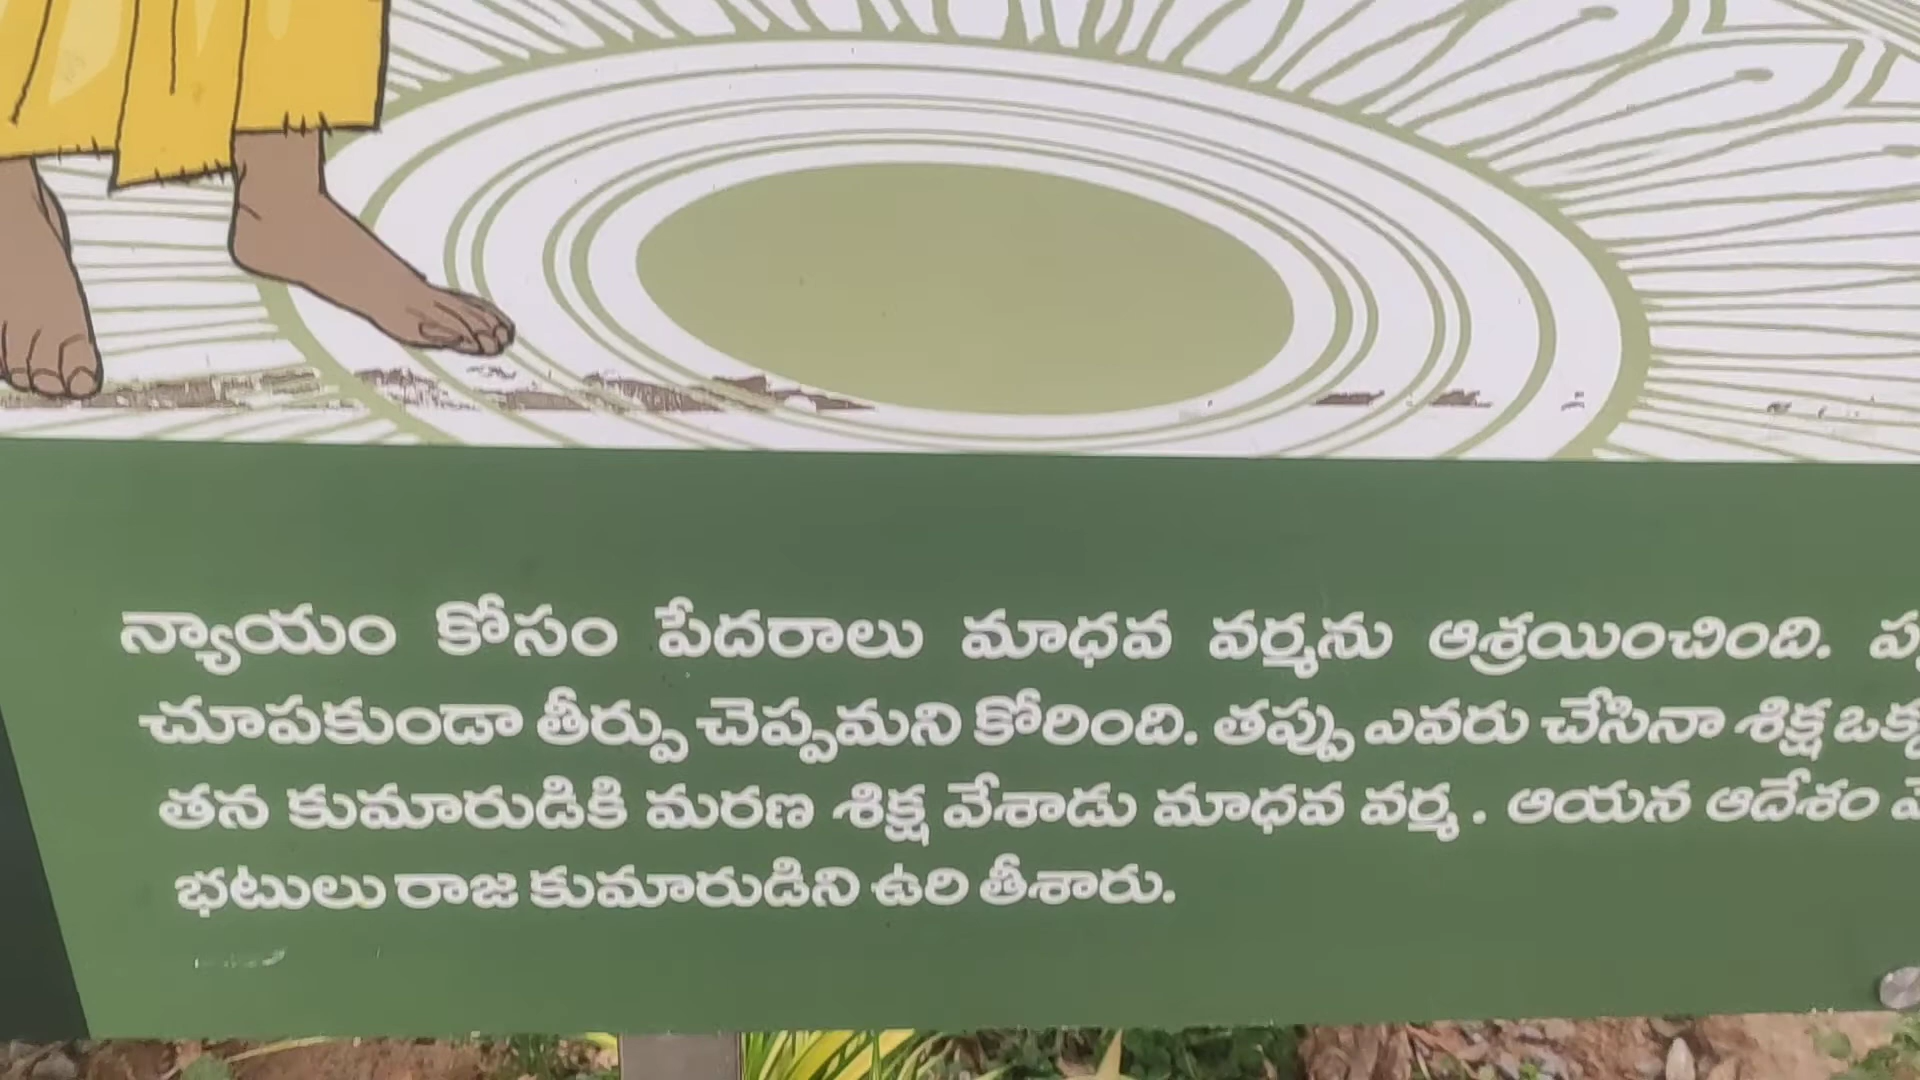 న్యాయం కోసం పేదరాలు మాధవ వర్మను ఆశ్రయించింది.
చూపకుండా తీర్పు చెప్పమని కోరింది. తప్పు ఎవరు చేసినా శిక్ష
తన కుమారుడికి మరణ శిక్ష వేశాడు మాధవ వర్మ. ఆయన ఆదేశం
భటులు రాజ కుమారుడిని ఉరి తీశారు.